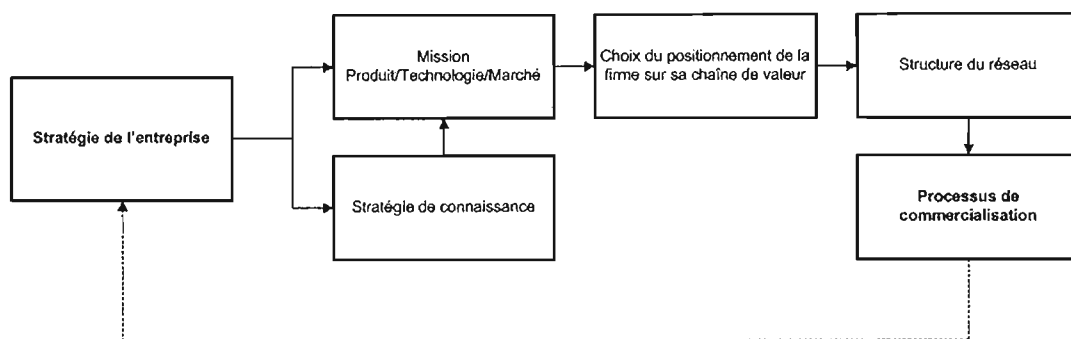 Stratégie de l'entreprise
Mission
Produit/Technologie/Marché
Stratégie de connaissance
Choix du positionnement de la
firme sur sa chaîne de valeur
Structure du réseau
Processus de
commercialisation